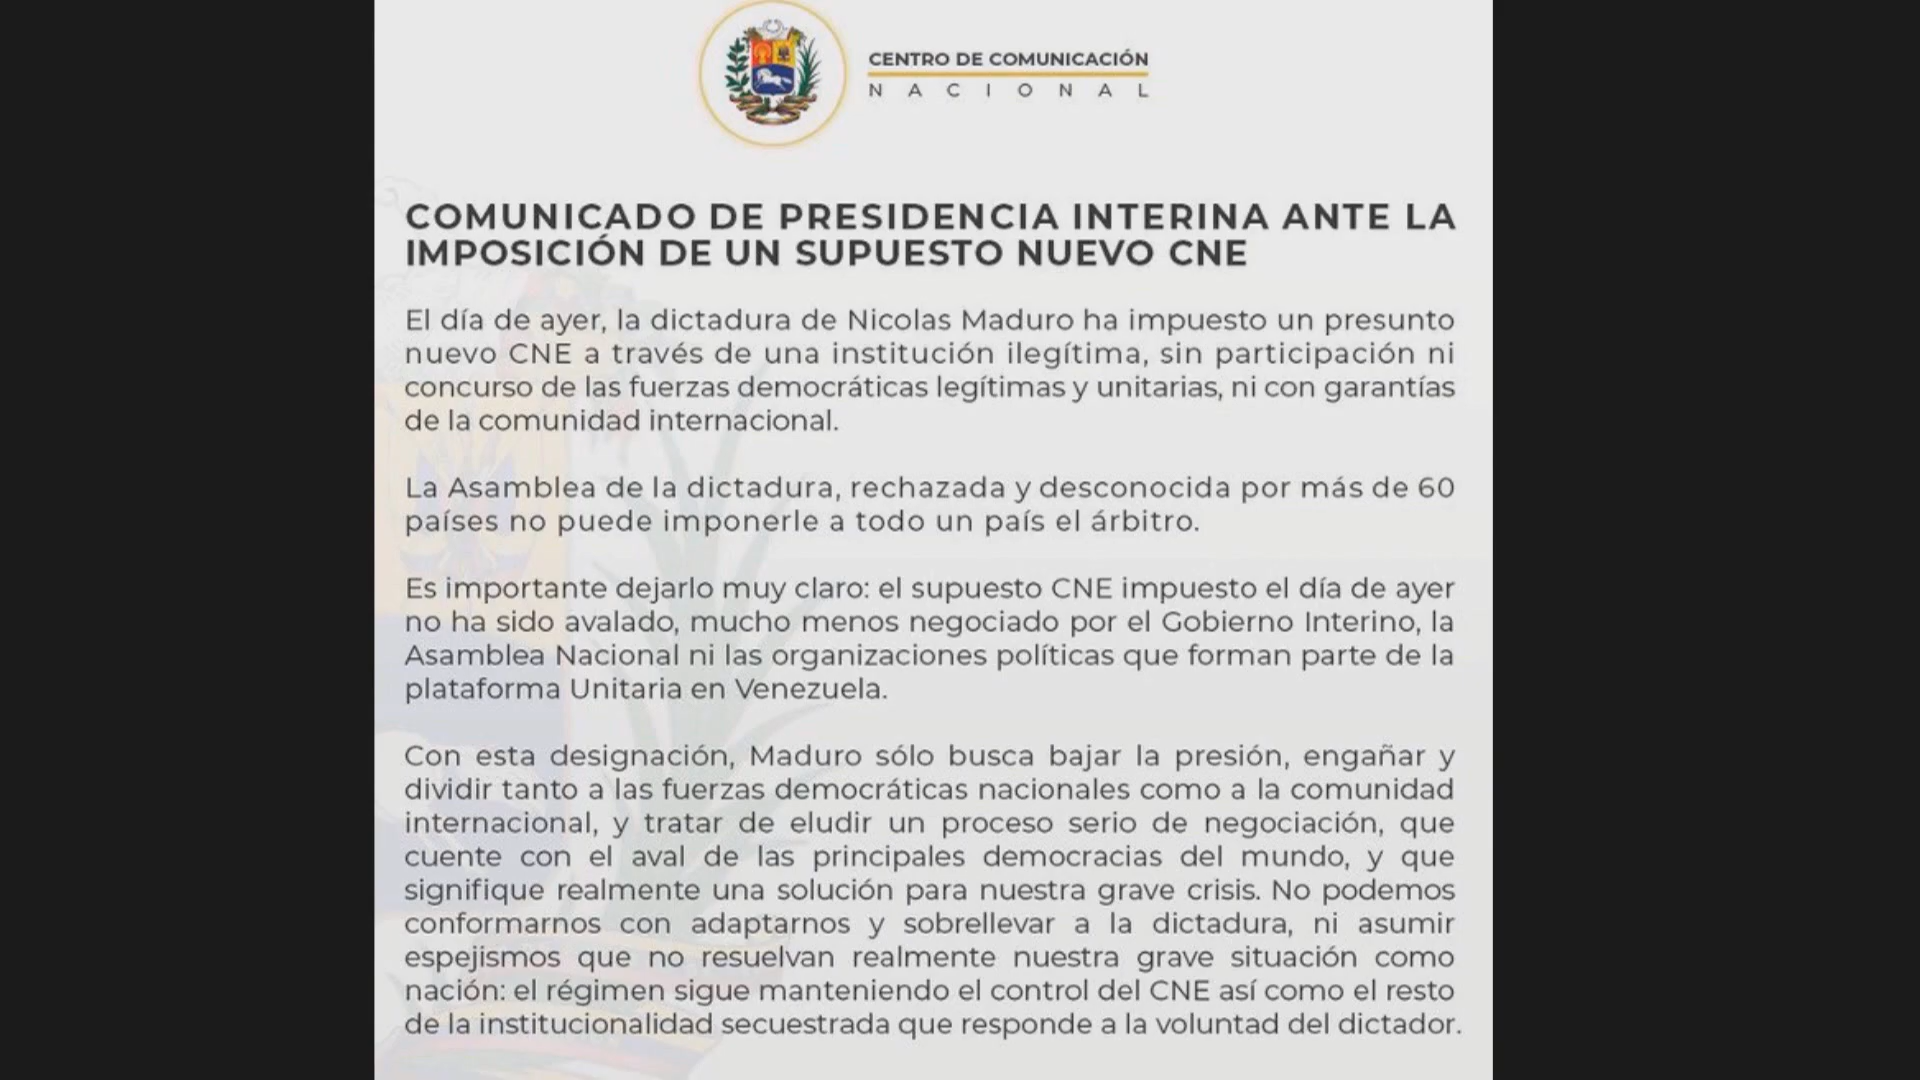 CENTRO DE COMUNICACIÓN
NACIONAL
COMUNICADO DE PRESIDENCIA INTERINA ANTE LA
IMPOSICIÓN DE UN SUPUESTO NUEVO CNE
El día de ayer, la dictadura de Nicolas Maduro ha impuesto un presunto
nuevo CNE a través de una institución ilegítima, sin participación ni
concurso de las fuerzas democráticas legítimas y unitarias, ni con garantías
de la comunidad internacional.
La Asamblea de la dictadura, rechazada y desconocida por más de 60
países no puede imponerle a todo un país el árbitro.
Es importante dejarlo muy claro: el supuesto CNE impuesto el día de ayer
no ha sido avalado, mucho menos negociado por el Gobierno Interino, la
Asamblea Nacional ni las organizaciones políticas que forman parte de la
plataforma Unitaria en Venezuela.
Con esta designación, Maduro sólo busca bajar la presión, engañar y
dividir tanto a las fuerzas democráticas nacionales como a la comunidad
internacional, y tratar de eludir un proceso serio de negociación, que
cuente con el aval de las principales democracias del mundo, y que
signifique realmente una solución para nuestra grave crisis. No podemos
conformarnos con adaptarnos y sobrellevar a la dictadura, ni asumir
espejismos que no resuelvan realmente nuestra grave situación como
nación: el régimen sigue manteniendo el control del CNE así como el resto
de la institucionalidad secuestrada que responde a la voluntad del dictador.